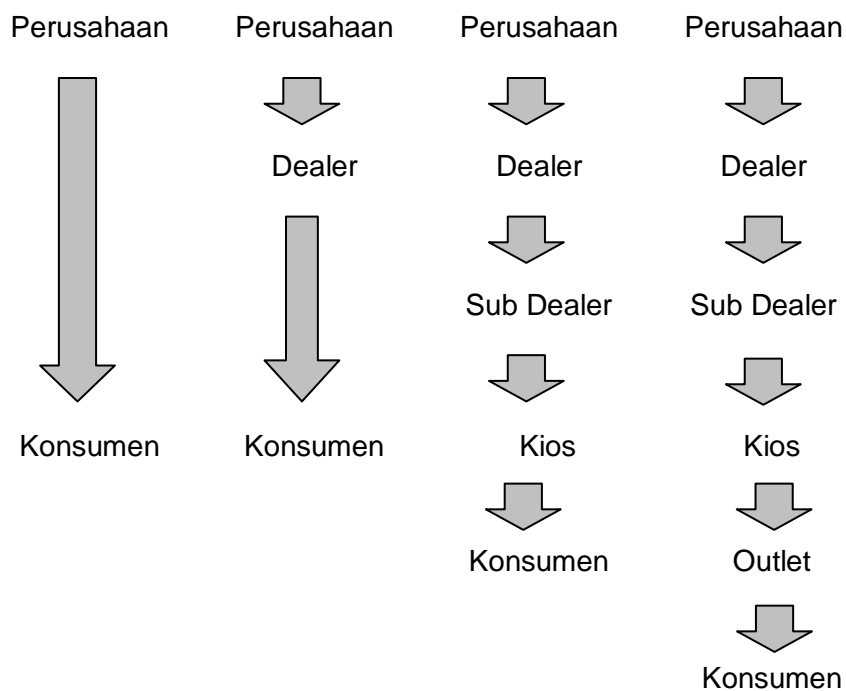 Perusahaan Perusahaan Perusahaan Perusahaan
Dealer Dealer Dealer
Sub Dealer Sub Dealer
Konsumen Konsumen Kios Kios
Konsumen Outlet
Konsumen